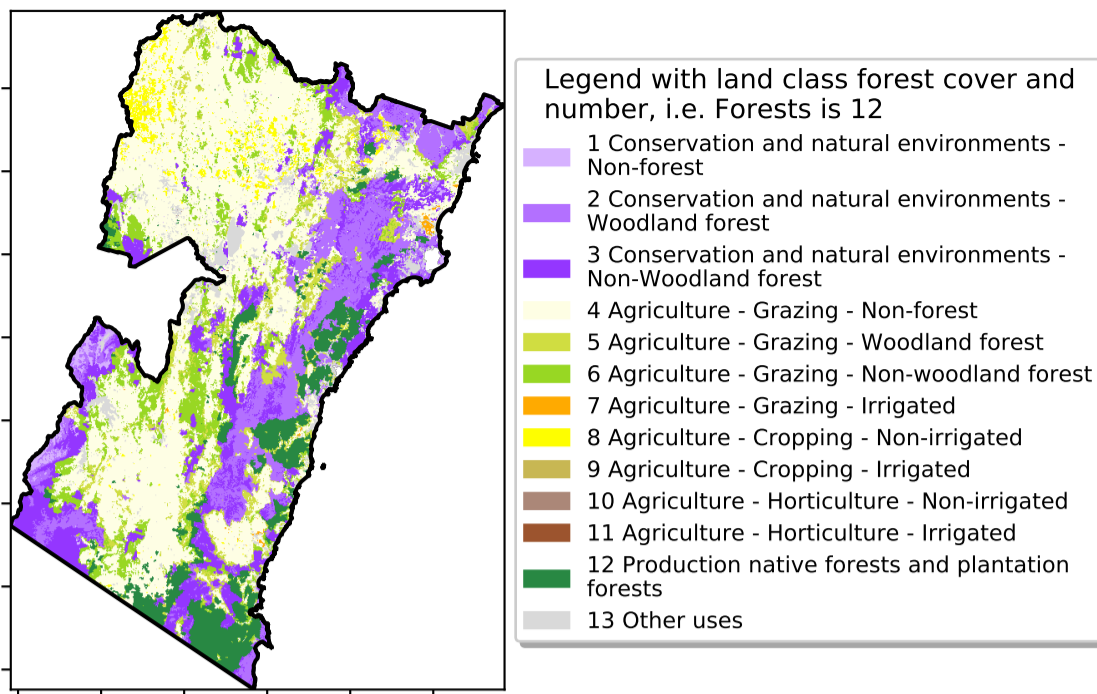 Legend with land class forest cover and
number, i.e. Forests is 12
1 Conservation and natural environments -
Non-forest
2 Conservation and natural environments -
Woodland forest
3 Conservation and natural environments -
Non-Woodland forest
4 Agriculture - Grazing - Non-forest
5 Agriculture - Grazing - Woodland forest
6 Agriculture - Grazing - Non-woodland forest
7 Agriculture - Grazing - Irrigated
8 Agriculture - Cropping - Non-irrigated
9 Agriculture - Cropping - Irrigated
10 Agriculture - Horticulture - Non-irrigated
11 Agriculture - Horticulture - Irrigated
12 Production native forests and plantation
forests
13 Other uses